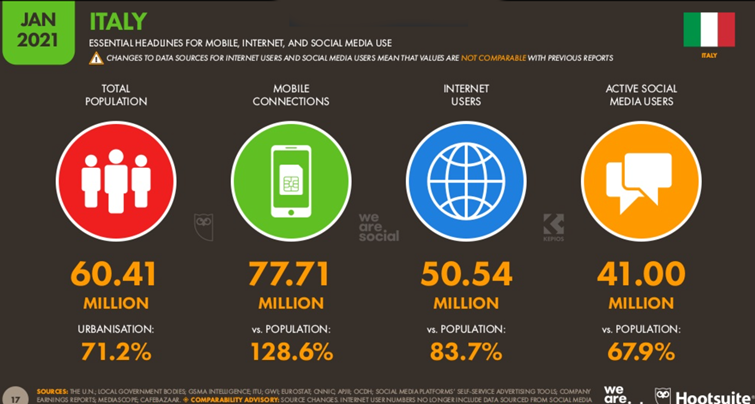 JAN
2021
ITALY
ESSENTIAL HEADLINES FOR MOBILE, INTERNET, AND SOCIAL MEDIA USE
CHANGES TO DATA SOURCES FOR INTERNET USERS AND SOCIAL MEDIA USERS MEAN THAT VALUES ARE NOT COMPARABLE WITH PREVIOUS REPORTS
ITALY
TOTAL
POPULATION
MOBILE
CONNECTIONS
INTERNET
USERS
ACTIVE SOCIAL
MEDIA USERS
we
are
social
KEPIOS
60.41
MILLION
77.71
MILLION
50.54
MILLION
41.00
MILLION
URBANISATION:
71.2%
vs. POPULATION:
128.6%
vs. POPULATION:
83.7%
vs. POPULATION:
67.9%
17
SOURCES: THE U.N.; LOCAL GOVERNMENT BODIES; GSMA INTELLIGENCE; ITU; GWI; EUROSTAT; CNNIC; APJII; OCDH; SOCIAL MEDIA PLATFORMS' SELF-SERVICE ADVERTISING TOOLS; COMPANY
EARNINGS REPORTS; MEDIASCOPE; CAFEBAZAAR. COMPARABILITY ADVISORY: SOURCE CHANGES. INTERNET USER NUMBERS NO LONGER INCLUDE DATA SOURCED FROM SOCIAL MEDIA
we
are
Hootsuite